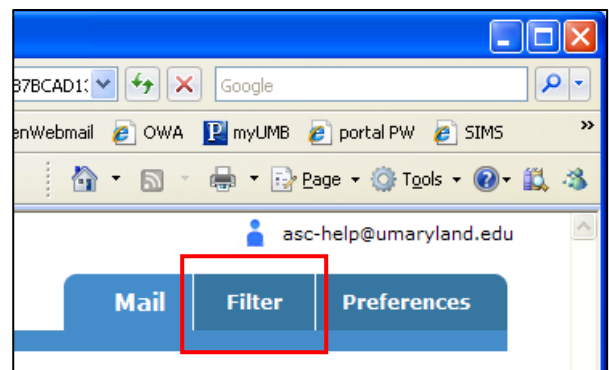 B7BCAD1: Google
enWebmail OWA P myUMB portal PW SIMS »
Page Tools
asc-help@umaryland.edu
Mail Filter Preferences